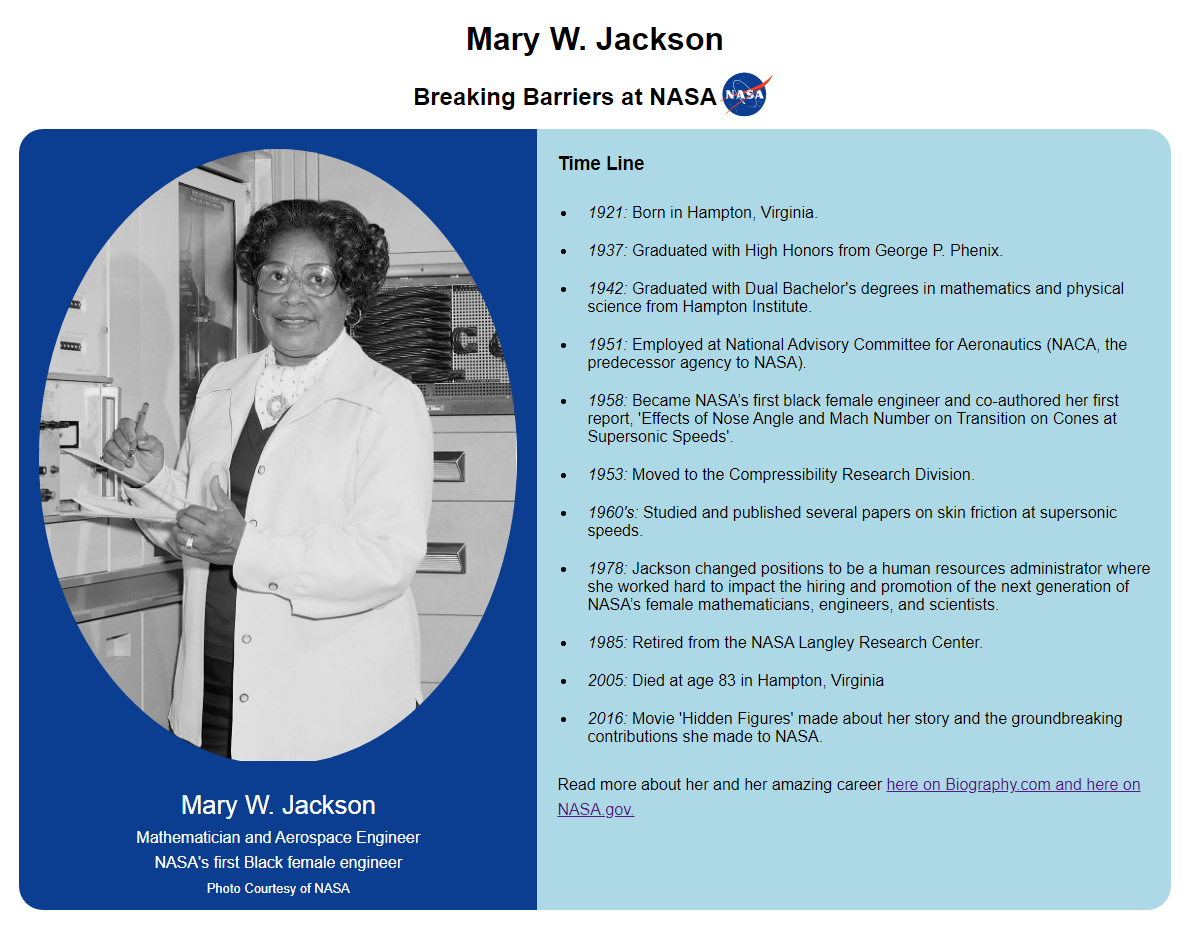 Mary W. Jackson
Breaking Barriers at NASA
NASA
Mary W. Jackson
Mathematician and Aerospace Engineer
NASA's first Black female engineer
Photo Courtesy of NASA
Time Line
• 1921: Born in Hampton, Virginia.
• 1937: Graduated with High Honors from George P. Phenix.
• 1942: Graduated with Dual Bachelor's degrees in mathematics and physical
science from Hampton Institute.
• 1951: Employed at National Advisory Committee for Aeronautics (NACA, the
predecessor agency to NASA).
• 1958: Became NASA’s first black female engineer and co-authored her first
report, 'Effects of Nose Angle and Mach Number on Transition on Cones at
Supersonic Speeds'.
• 1953: Moved to the Compressibility Research Division.
• 1960's: Studied and published several papers on skin friction at supersonic
speeds.
• 1978: Jackson changed positions to be a human resources administrator where
she worked hard to impact the hiring and promotion of the next generation of
NASA’s female mathematicians, engineers, and scientists.
• 1985: Retired from the NASA Langley Research Center.
• 2005: Died at age 83 in Hampton, Virginia
• 2016: Movie 'Hidden Figures' made about her story and the groundbreaking
contributions she made to NASA.
Read more about her and her amazing career here on Biography.com and here on
NASA.gov.